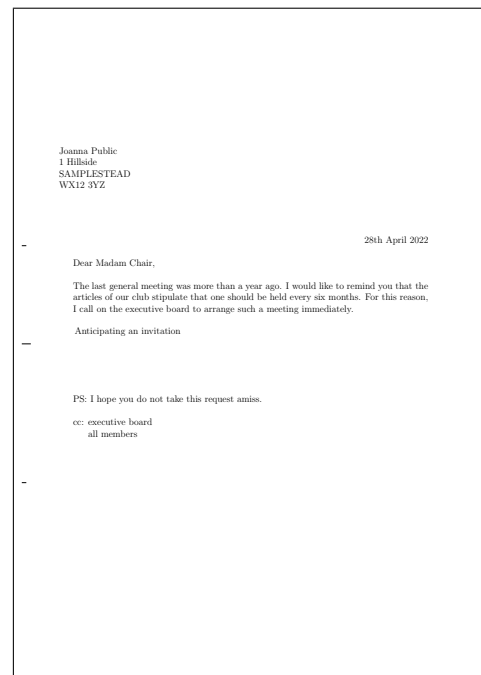 Joanna Public
1 Hillside
SAMPLESTEAD
WX12 3YZ
28th April 2022
Dear Madam Chair,
The last general meeting was more than a year ago. I would like to remind you that the
articles of our club stipulate that one should be held every six months. For this reason,
I call on the executive board to arrange such a meeting immediately.
Anticipating an invitation
PS: I hope you do not take this request amiss.
cc: executive board
all members